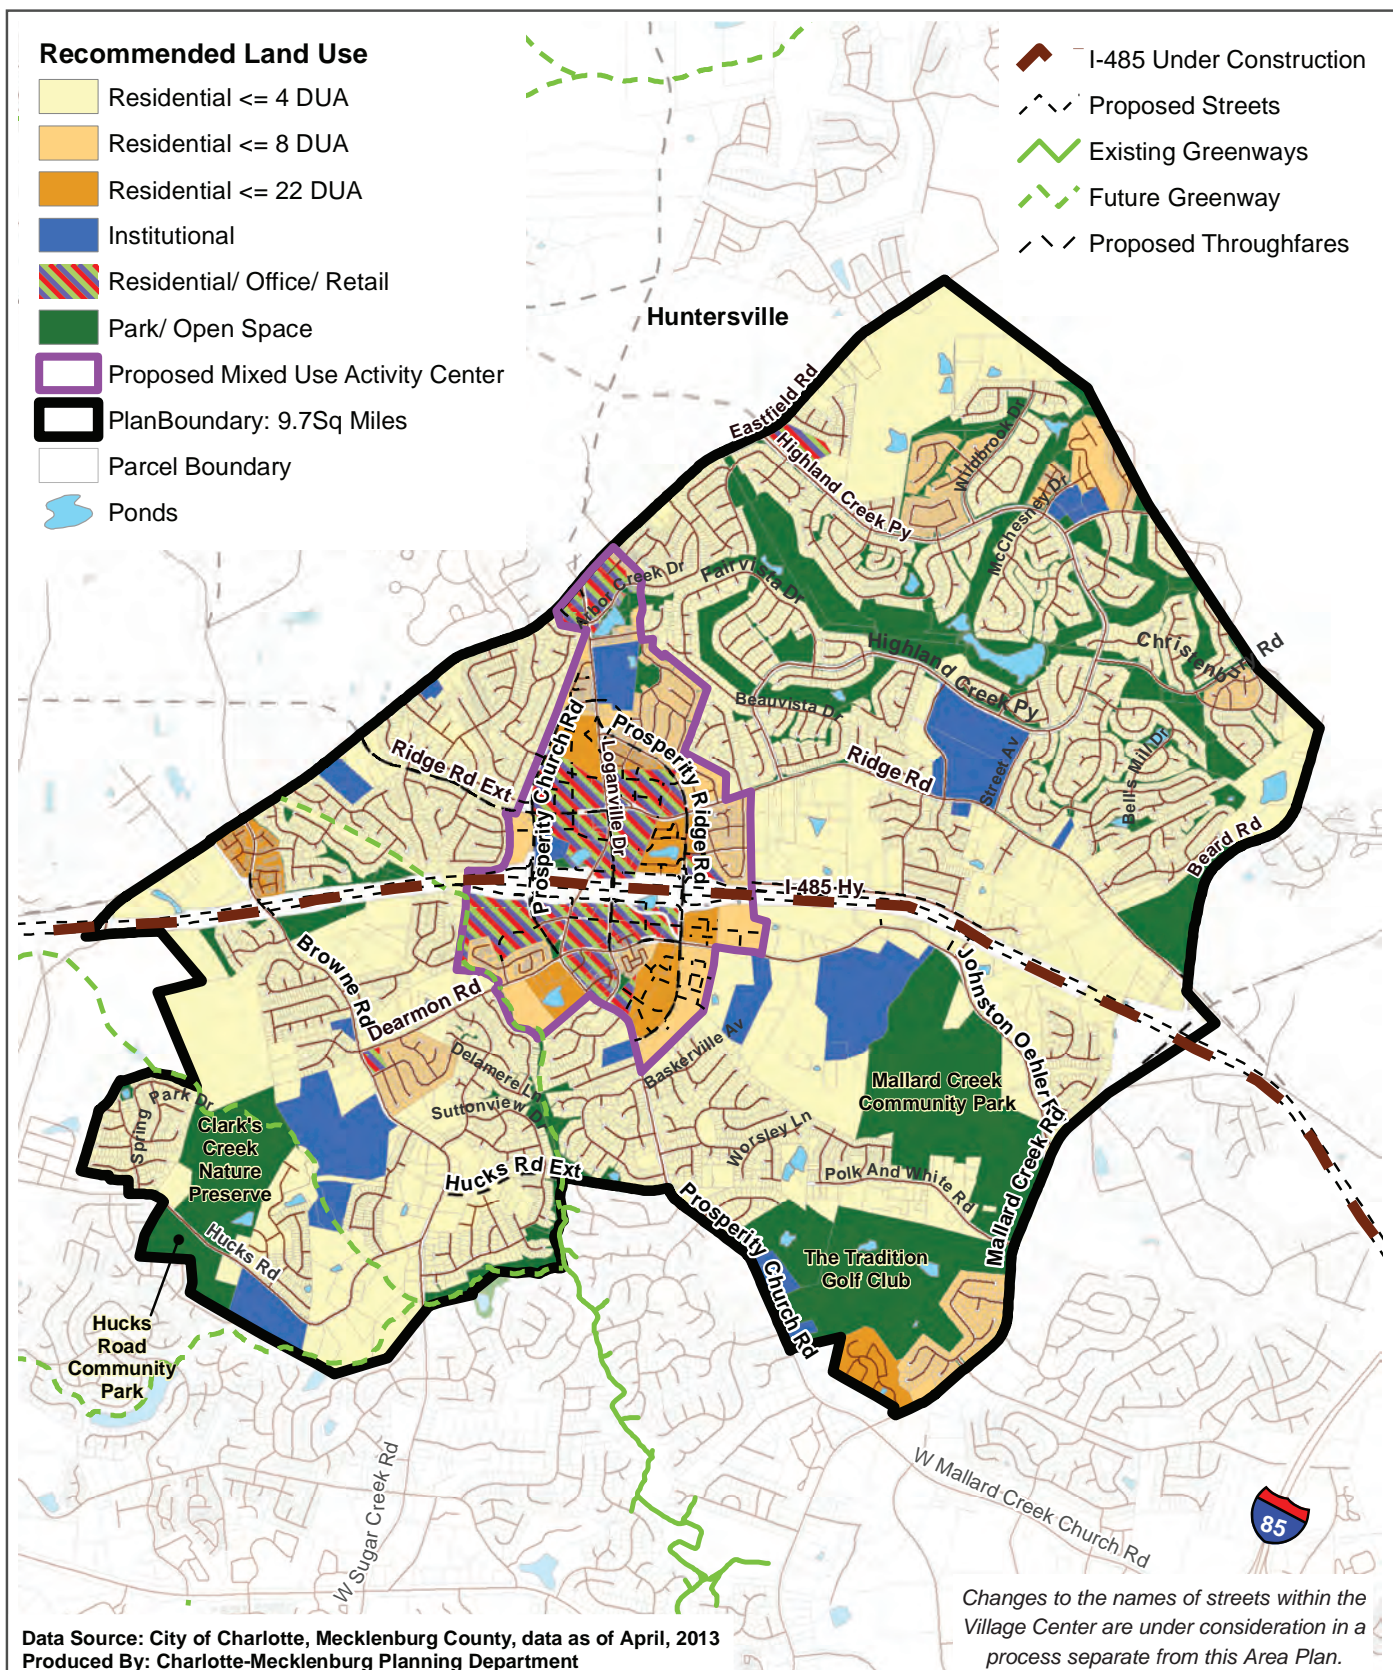 Recommended Land Use
Residential <= 4 DUA
Residential <= 8 DUA
Residential <= 22 DUA
Institutional
Residential/ Office/ Retail
Park/ Open Space
Proposed Mixed Use Activity Center
PlanBoundary: 9.7Sq Miles
Parcel Boundary
Ponds
I-485 Under Construction
Proposed Streets
Existing Greenways
Future Greenway
Proposed Throughfares
Huntersville
Eastfield Rd
Highland Creek Py
Wildbrook Dr
McChesney Dr
Arbor Creek Dr
Fairvista Dr
Highland Creek Py
Christenbury Rd
Beauvista Dr
Ridge Rd
Street Av
Bell's Mill Dr
Beard Rd
Ridge Rd Ext
Prosperity Church Rd
Loganville Dr
Prosperity Ridge Rd
I-485 Hy
Browne Rd
Dearmon Rd
Johnston Oehler Rd
Delamere Ln
Suttonview Dr
Baskerville Av
Mallard Creek
Community Park
Mallard Creek Rd
Spring Park Dr
Clark's
Creek
Nature
Preserve
Worsley Ln
Polk And White Rd
Hucks Rd Ext
Hucks Rd
Prosperity Church Rd
The Tradition
Golf Club
Hucks
Road
Community
Park
W Sugar Creek Rd
W Mallard Creek Church Rd
85
Changes to the names of streets within the
Village Center are under consideration in a
process separate from this Area Plan.
Data Source: City of Charlotte, Mecklenburg County, data as of April, 2013
Produced By: Charlotte-Mecklenburg Planning Department